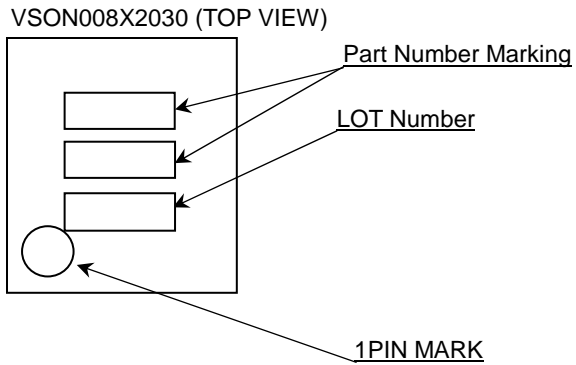 VSON008X2030 (TOP VIEW)
Part Number Marking
LOT Number
1PIN MARK